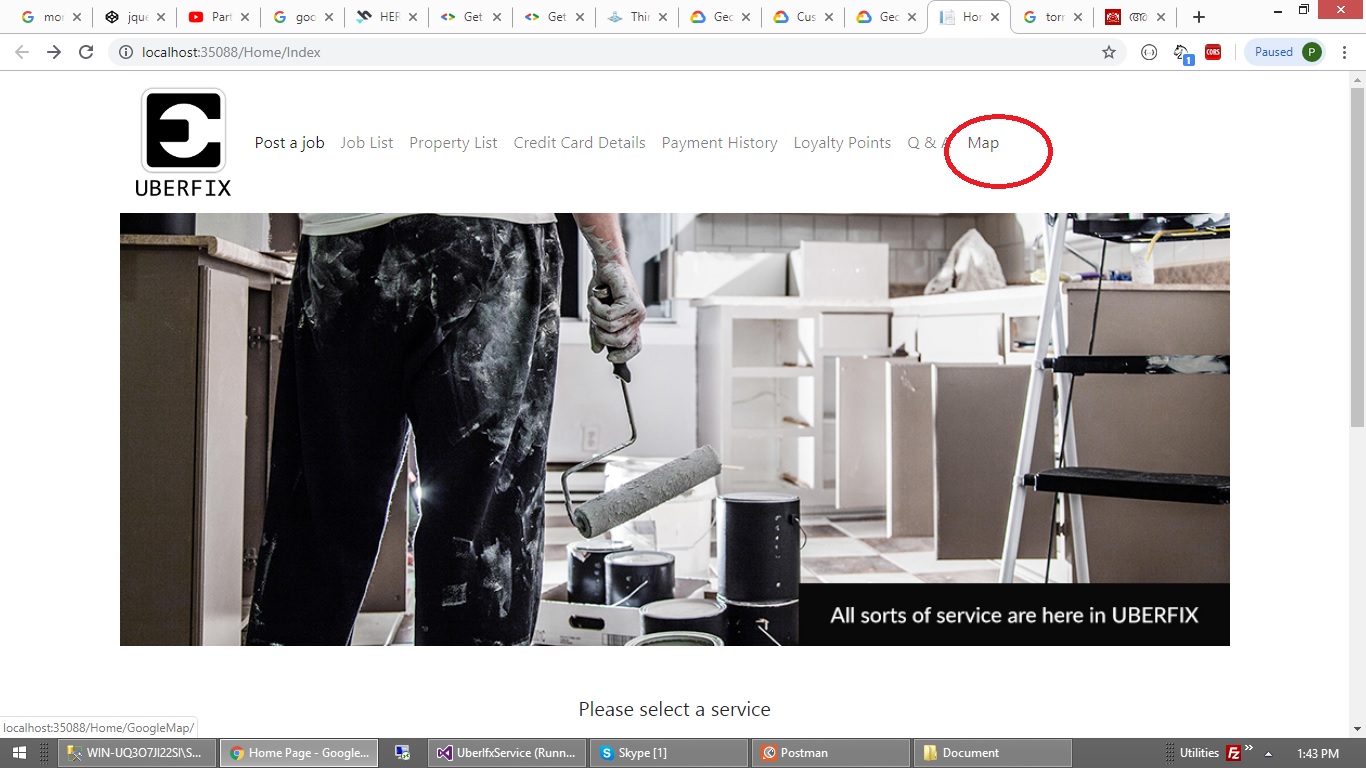 mor
jque
Part
goo
HER
Get
Get
Thir
Geo
Cus
Geo
Hor
torr
localhost:35088/Home/Index
1
CORS
Paused
P
UBERFIX
Post a job Job List Property List Credit Card Details Payment History Loyalty Points Q & A Map
All sorts of service are here in UBERFIX
Please select a service
localhost:35088/Home/GoogleMap/
WIN-UQ3O7JI22SI\S... Home Page - Google... UberIfxService (Runn... Skype [1] Postman Document Utilities 1:43 PM